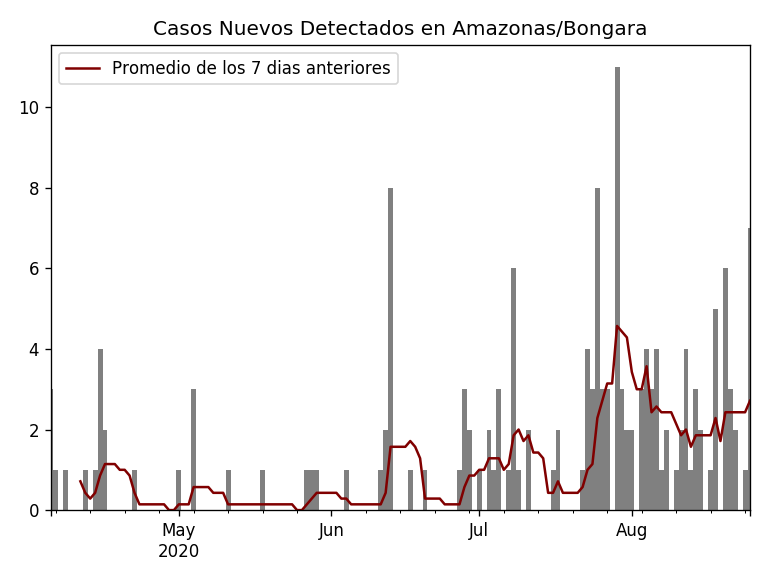 Casos Nuevos Detectados en Amazonas/Bongara
Promedio de los 7 dias anteriores
10
8
6
4
2
0
May
2020
Jun
Jul
Aug